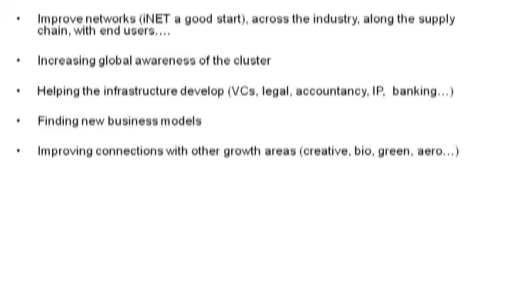 • Improve networks (iNET a good start), across the industry, along the supply
chain, with end users....
• Increasing global awareness of the cluster
• Helping the infrastructure develop (VCs, legal, accountancy, IP, banking...)
• Finding new business models
• Improving connections with other growth areas (creative, bio, green, aero...)